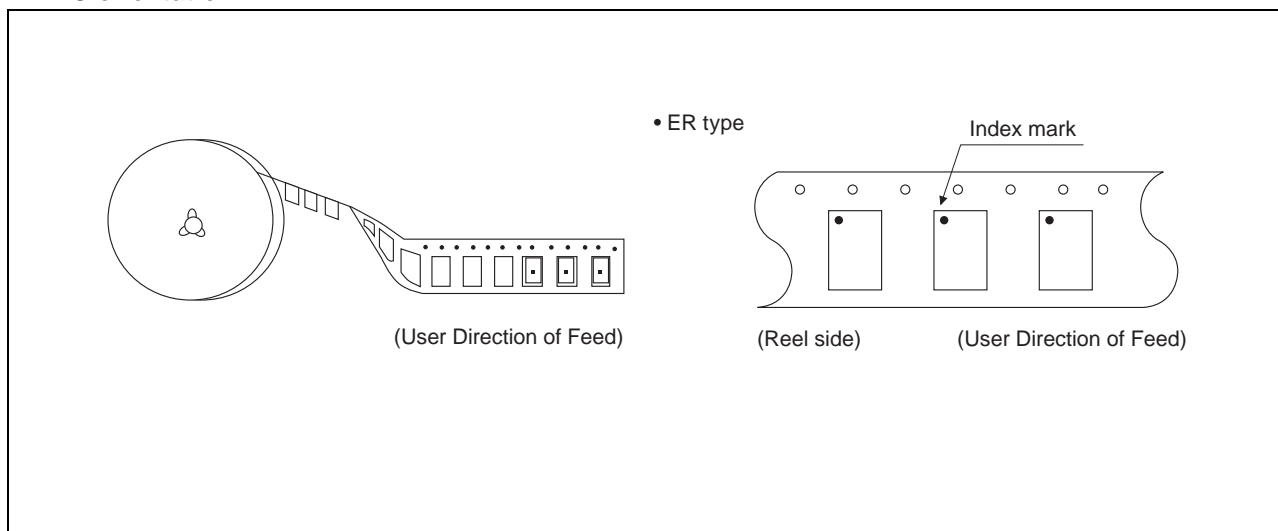 • ER type
Index mark
(User Direction of Feed)
(Reel side)
(User Direction of Feed)